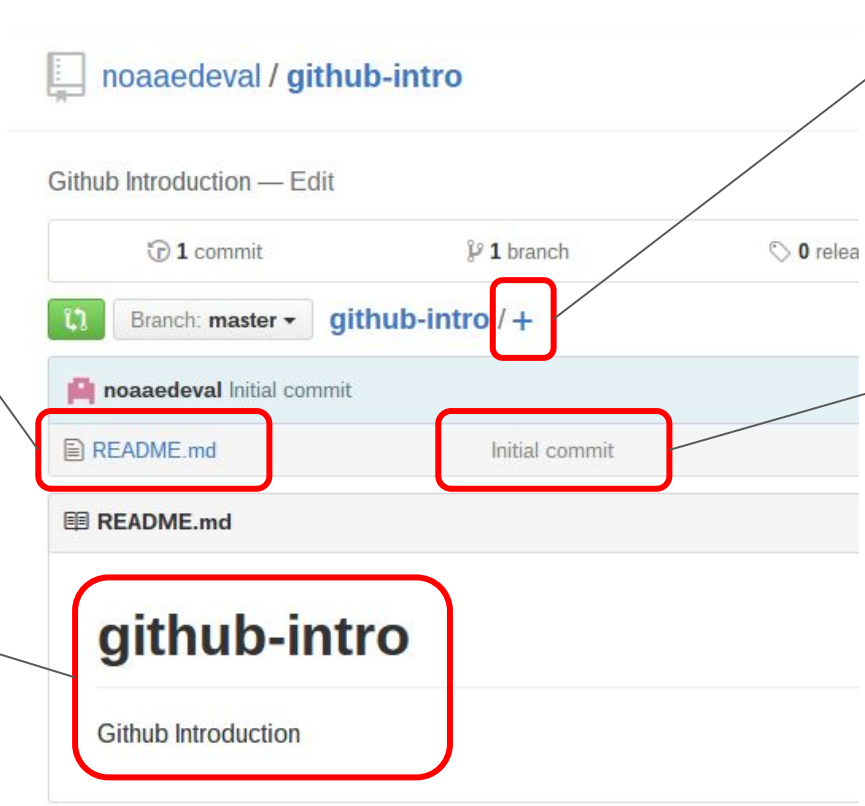 noaaedeval / github-intro
Github Introduction — Edit
1 commit 1 branch 0 relea
Branch: master github-intro / +
noaaedeval Initial commit
README.md Initial commit
README.md
github-intro
Github Introduction